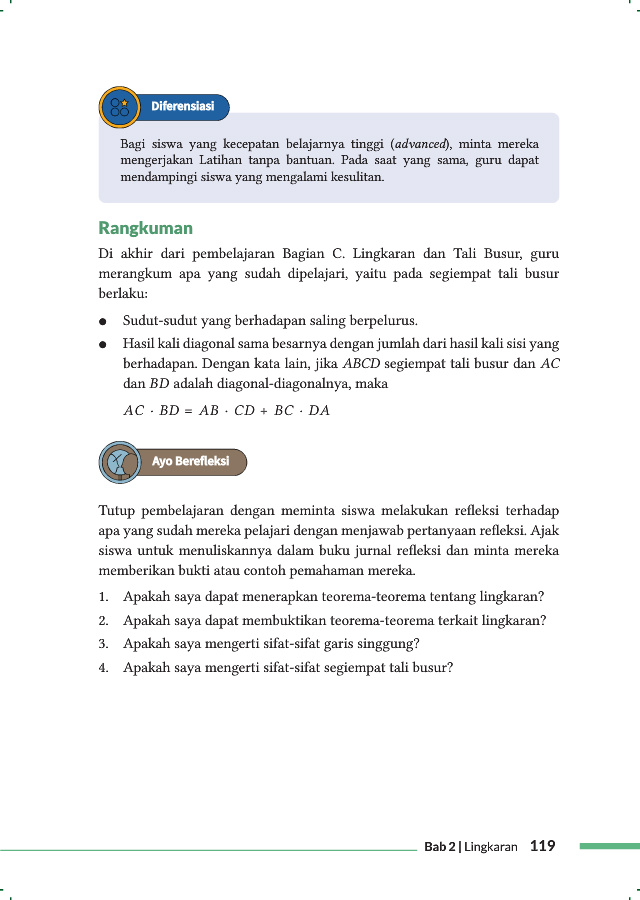 Diferensiasi
Bagi siswa yang kecepatan belajarnya tinggi (advanced), minta mereka
mengerjakan Latihan tanpa bantuan. Pada saat yang sama, guru dapat
mendampingi siswa yang mengalami kesulitan.
Rangkuman
Di akhir dari pembelajaran Bagian C. Lingkaran dan Tali Busur, guru
merangkum apa yang sudah dipelajari, yaitu pada segiempat tali busur
berlaku:
● Sudut-sudut yang berhadapan saling berpelurus.
● Hasil kali diagonal sama besarnya dengan jumlah dari hasil kali sisi yang
berhadapan. Dengan kata lain, jika ABCD segiempat tali busur dan AC
dan BD adalah diagonal-diagonalnya, maka
AC · BD = AB · CD + BC · DA
Ayo Berefleksi
Tutup pembelajaran dengan meminta siswa melakukan refleksi terhadap
apa yang sudah mereka pelajari dengan menjawab pertanyaan refleksi. Ajak
siswa untuk menuliskannya dalam buku jurnal refleksi dan minta mereka
memberikan bukti atau contoh pemahaman mereka.
1. Apakah saya dapat menerapkan teorema-teorema tentang lingkaran?
2. Apakah saya dapat membuktikan teorema-teorema terkait lingkaran?
3. Apakah saya mengerti sifat-sifat garis singgung?
4. Apakah saya mengerti sifat-sifat segiempat tali busur?
Bab 2 | Lingkaran 119